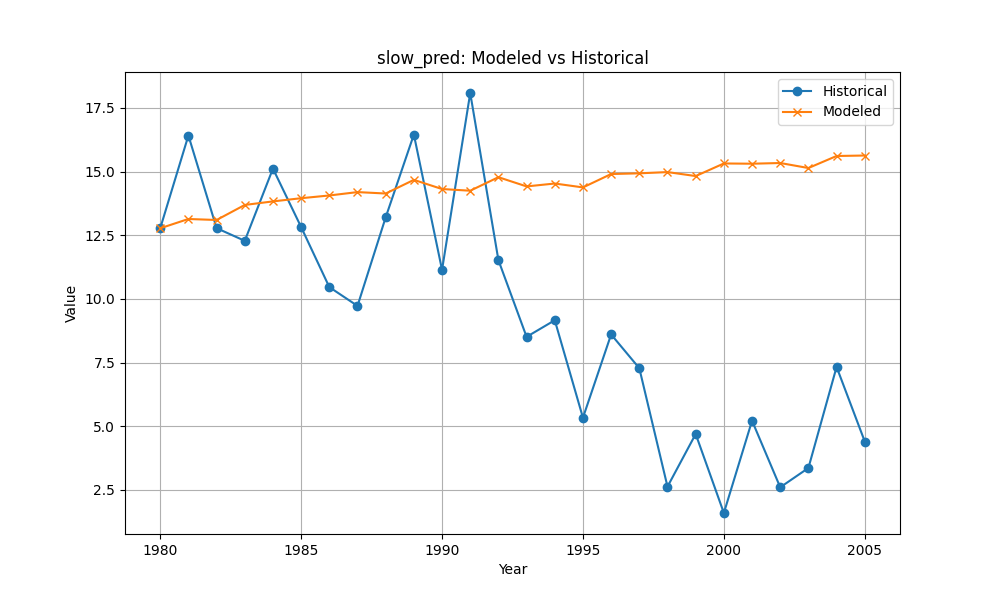 slow_pred: Modeled vs Historical
Historical
Modeled
Value
17.5
15.0
12.5
10.0
7.5
5.0
2.5
1980 1985 1990 1995 2000 2005
Year